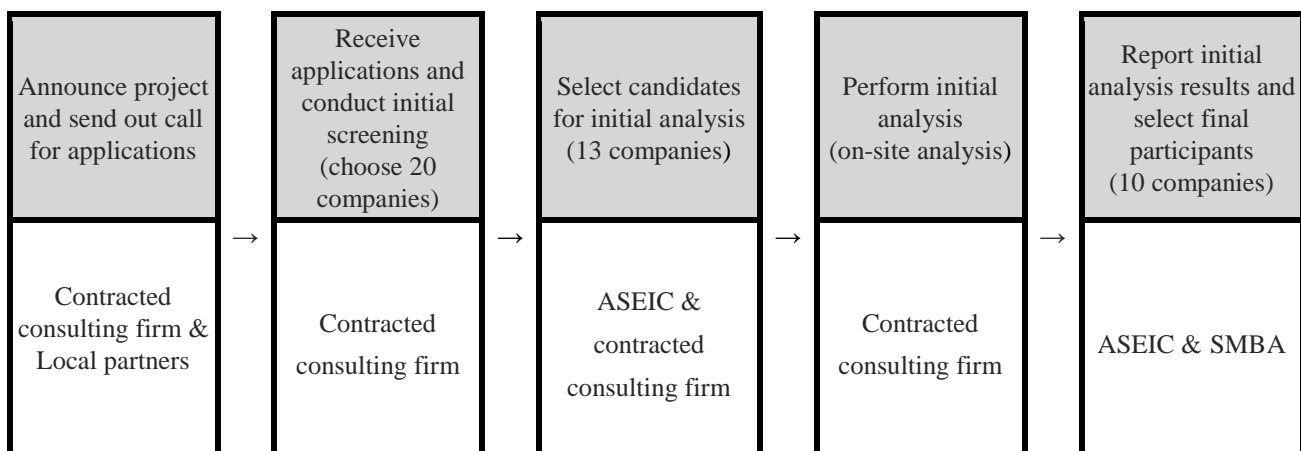 Announce project
and send out call
for applications
Contracted
consulting firm &
Local partners
→
Receive
applications and
conduct initial
screening
(choose 20
companies)
Contracted
consulting firm
→
Select candidates
for initial analysis
(13 companies)
ASEIC &
contracted
consulting firm
→
Perform initial
analysis
(on-site analysis)
Contracted
consulting firm
→
Report initial
analysis results and
select final
participants
(10 companies)
ASEIC & SMBA